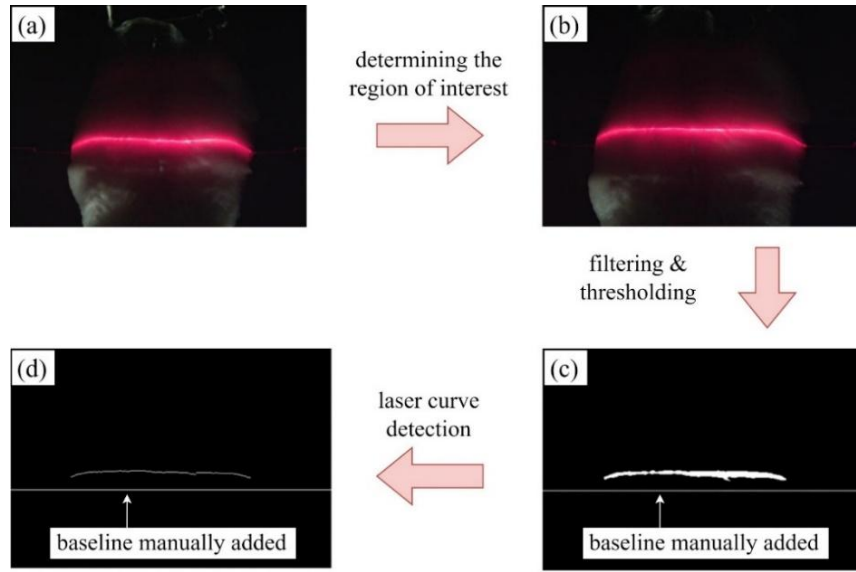 (a)
determining the
region of interest
(b)
filtering &
thresholding
(c)
baseline manually added
laser curve
detection
(d)
baseline manually added